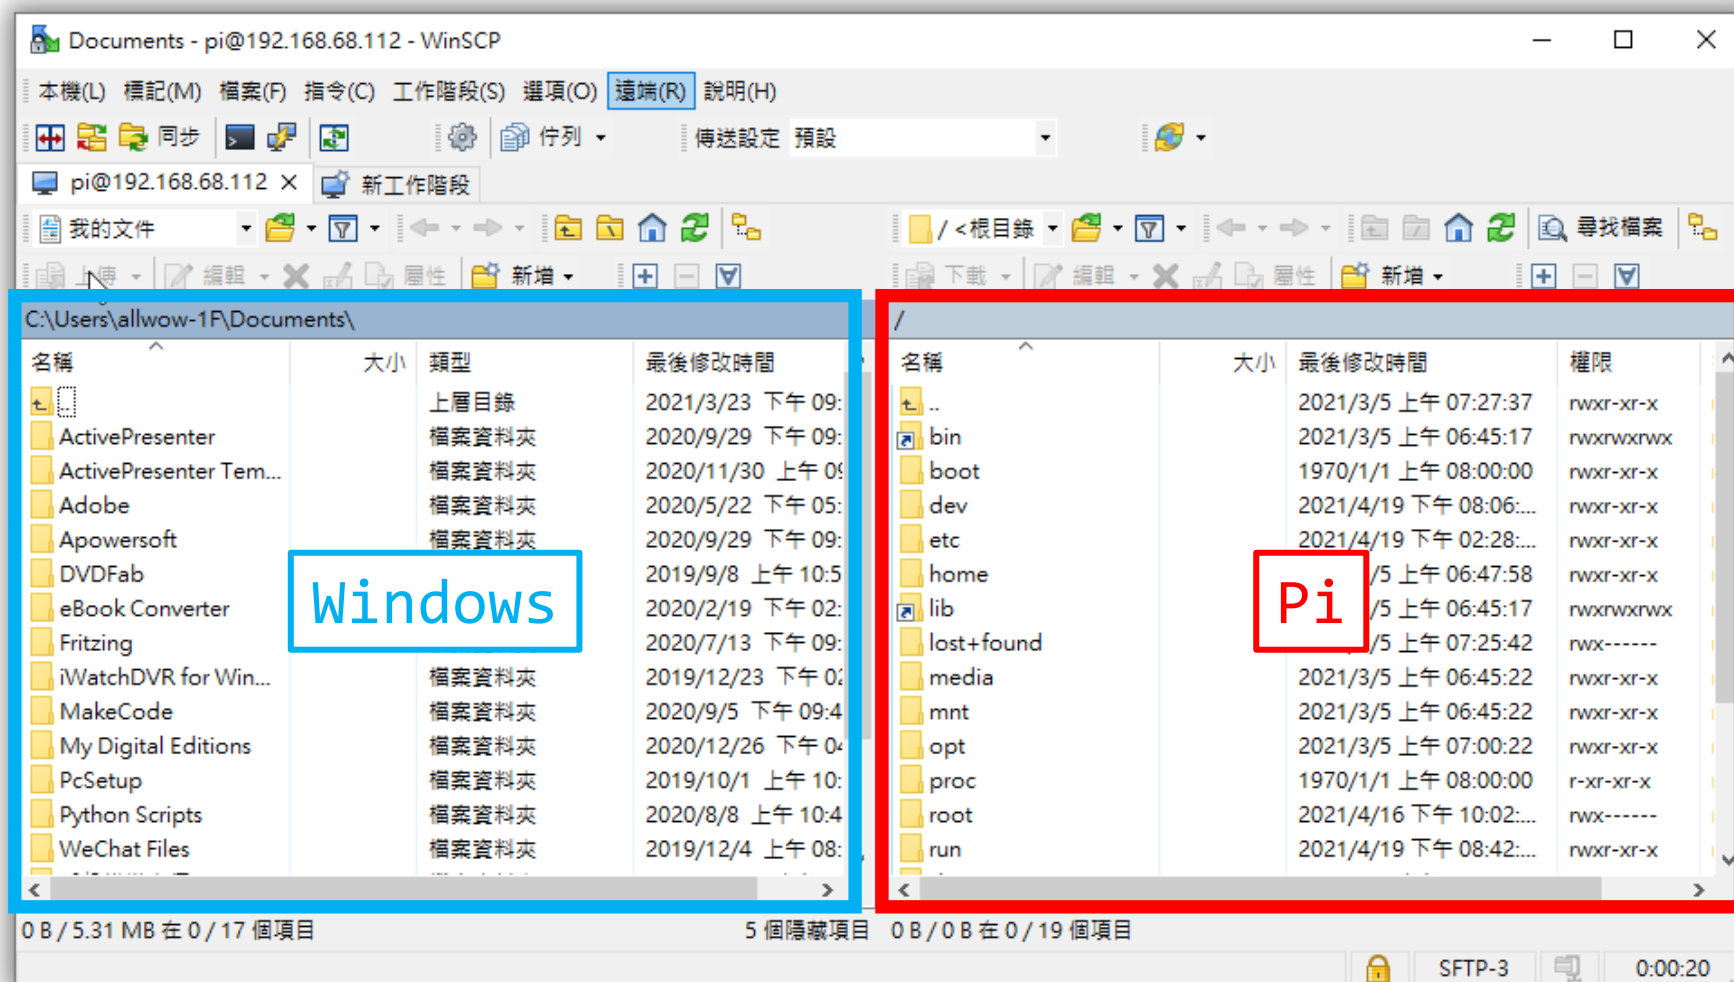 Documents - pi@192.168.68.112 - WinSCP
本機(L) 標記(M) 檔案(F) 指令(C) 工作階段(S) 選項(O) 遠端(R) 說明(H)
同步 佇列 傳送設定 預設
pi@192.168.68.112 × 新工作階段
我的文件 / <根目錄 尋找檔案
上傳 編輯 屬性 新增 下載 編輯 屬性 新增
C:\Users\allwow-1F\Documents\
名稱 大小 類型 最後修改時間
.. 上層目錄 2021/3/23 下午 09:
ActivePresenter 檔案資料夾 2020/9/29 下午 09:
ActivePresenter Tem... 檔案資料夾 2020/11/30 上午 09
Adobe 檔案資料夾 2020/5/22 下午 05:
Apowersoft 檔案資料夾 2020/9/29 下午 09:
DVDFab 2019/9/8 上午 10:5
eBook Converter 2020/2/19 下午 02:
Fritzing 2020/7/13 下午 09:
iWatchDVR for Win... 檔案資料夾 2019/12/23 下午 02
MakeCode 檔案資料夾 2020/9/5 下午 09:4
My Digital Editions 檔案資料夾 2020/12/26 下午 04
PcSetup 檔案資料夾 2019/10/1 上午 10:
Python Scripts 檔案資料夾 2020/8/8 上午 10:4
WeChat Files 檔案資料夾 2019/12/4 上午 08:
Windows
0 B / 5.31 MB 在 0 / 17 個項目 5 個隱藏項目
/
名稱 大小 最後修改時間 權限
.. 2021/3/5 上午 07:27:37 rwxr-xr-x
bin 2021/3/5 上午 06:45:17 rwxrwxrwx
boot 1970/1/1 上午 08:00:00 rwxr-xr-x
dev 2021/4/19 下午 08:06:... rwxr-xr-x
etc 2021/4/19 下午 02:28:... rwxr-xr-x
home /5 上午 06:47:58 rwxr-xr-x
lib /5 上午 06:45:17 rwxrwxrwx
lost+found /5 上午 07:25:42 rwx------
media 2021/3/5 上午 06:45:22 rwxr-xr-x
mnt 2021/3/5 上午 06:45:22 rwxr-xr-x
opt 2021/3/5 上午 07:00:22 rwxr-xr-x
proc 1970/1/1 上午 08:00:00 r-xr-xr-x
root 2021/4/16 下午 10:02:... rwx------
run 2021/4/19 下午 08:42:... rwxr-xr-x
Pi
0 B / 0 B 在 0 / 19 個項目
SFTP-3 0:00:20